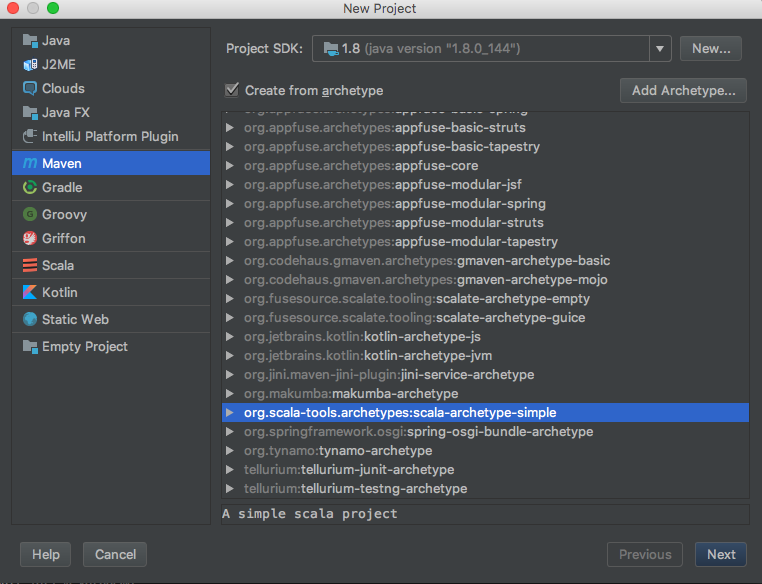 New Project
Java
J2ME
Clouds
Java FX
IntelliJ Platform Plugin
Maven
Gradle
Groovy
Griffon
Scala
Kotlin
Static Web
Empty Project
Project SDK: 1.8 (java version "1.8.0_144") New...
Create from archetype Add Archetype...
org.appfuse.archetypes:appfuse-basic-spring
org.appfuse.archetypes:appfuse-basic-struts
org.appfuse.archetypes:appfuse-basic-tapestry
org.appfuse.archetypes:appfuse-core
org.appfuse.archetypes:appfuse-modular-jsf
org.appfuse.archetypes:appfuse-modular-spring
org.appfuse.archetypes:appfuse-modular-struts
org.appfuse.archetypes:appfuse-modular-tapestry
org.codehaus.gmaven.archetypes:gmaven-archetype-basic
org.codehaus.gmaven.archetypes:gmaven-archetype-mojo
org.fusesource.scalate.tooling:scalate-archetype-empty
org.fusesource.scalate.tooling:scalate-archetype-guice
org.jetbrains.kotlin:kotlin-archetype-js
org.jetbrains.kotlin:kotlin-archetype-jvm
org.jini.maven-jini-plugin:jini-service-archetype
org.makumba:makumba-archetype
org.scala-tools.archetypes:scala-archetype-simple
org.springframework.osgi:spring-osgi-bundle-archetype
org.tynamo:tynamo-archetype
tellurium:tellurium-junit-archetype
tellurium:tellurium-testng-archetype
A simple scala project
Help Cancel Previous Next